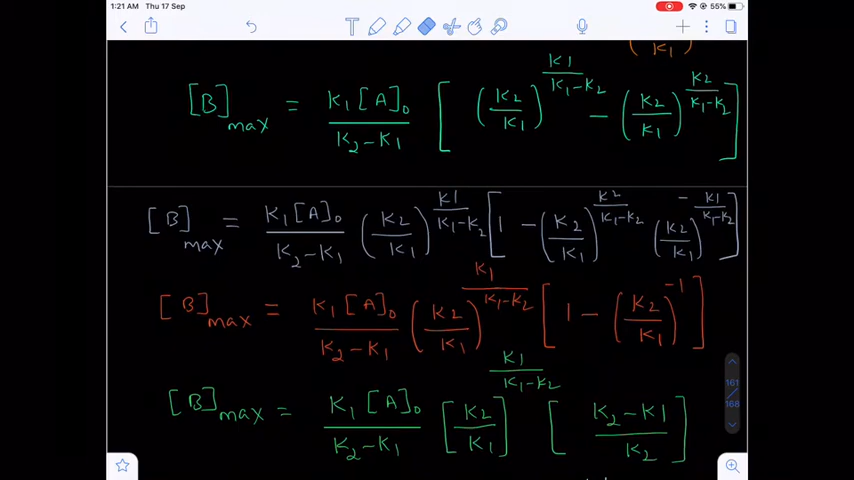 1:21 AM Thu 17 Sep 55%
(K1)
[B]max = K1[A]0 / K2-K1 [ (K2/K1)^(K1/K1-K2) - (K2/K1)^(K2/K1-K2) ]
[B]max = K1[A]0 / K2-K1 (K2/K1)^(K1/K1-K2) [ 1 - (K2/K1)^(K2/K1-K2) (K2/K1)^(-K1/K1-K2) ]
[B]max = K1[A]0 / K2-K1 (K2/K1)^(K1/K1-K2) [ 1 - (K2/K1)^-1 ]
[B]max = K1[A]0 / K2-K1 [K2/K1]^(K1/K1-K2) [ K2-K1 / K2 ]
161 / 168